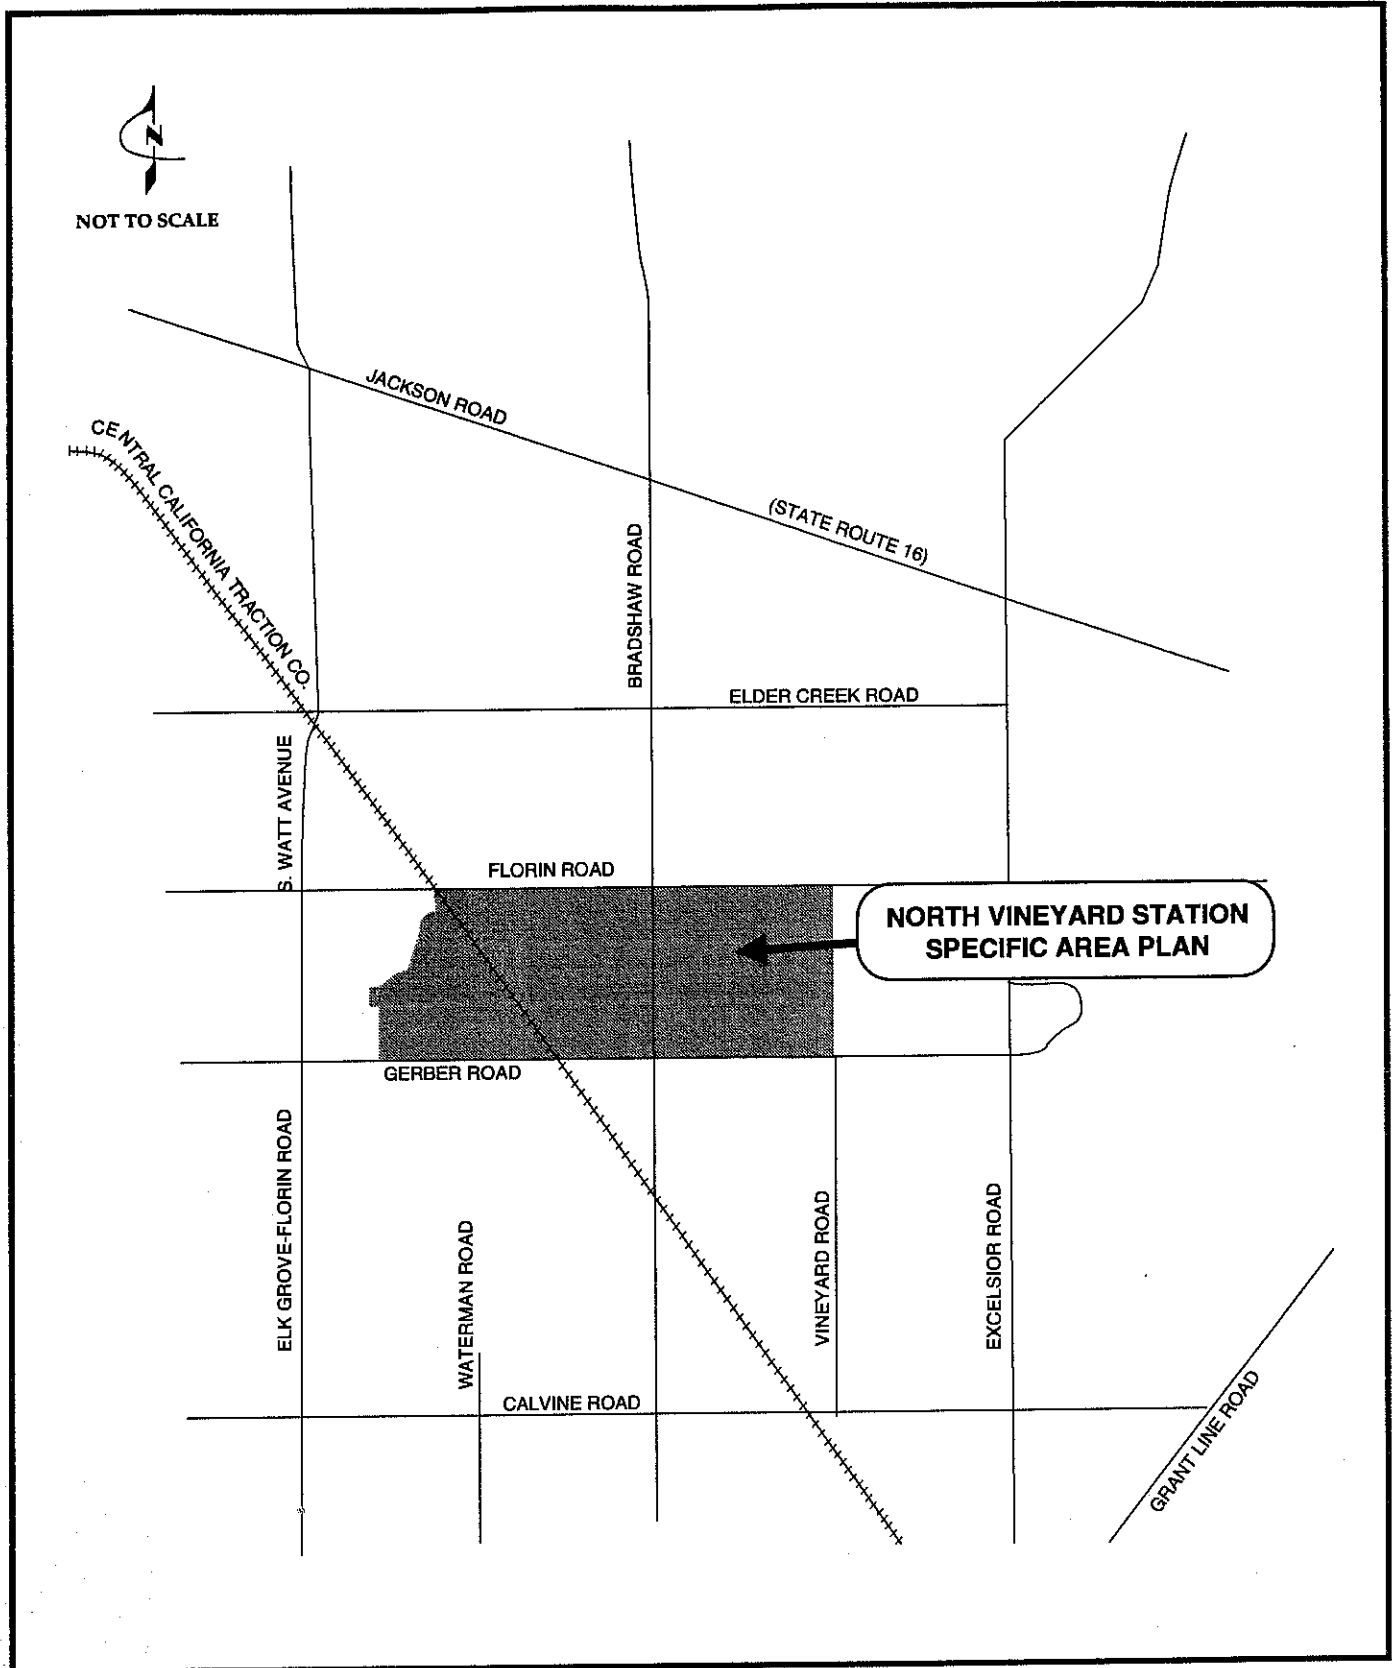 N
NOT TO SCALE
JACKSON ROAD
CENTRAL CALIFORNIA TRACTION CO.
(STATE ROUTE 16)
BRADSHAW ROAD
ELDER CREEK ROAD
S. WATT AVENUE
FLORIN ROAD
NORTH VINEYARD STATION
SPECIFIC AREA PLAN
GERBER ROAD
ELK GROVE-FLORIN ROAD
WATERMAN ROAD
VINEYARD ROAD
EXCELSIOR ROAD
CALVINE ROAD
GRANT LINE ROAD